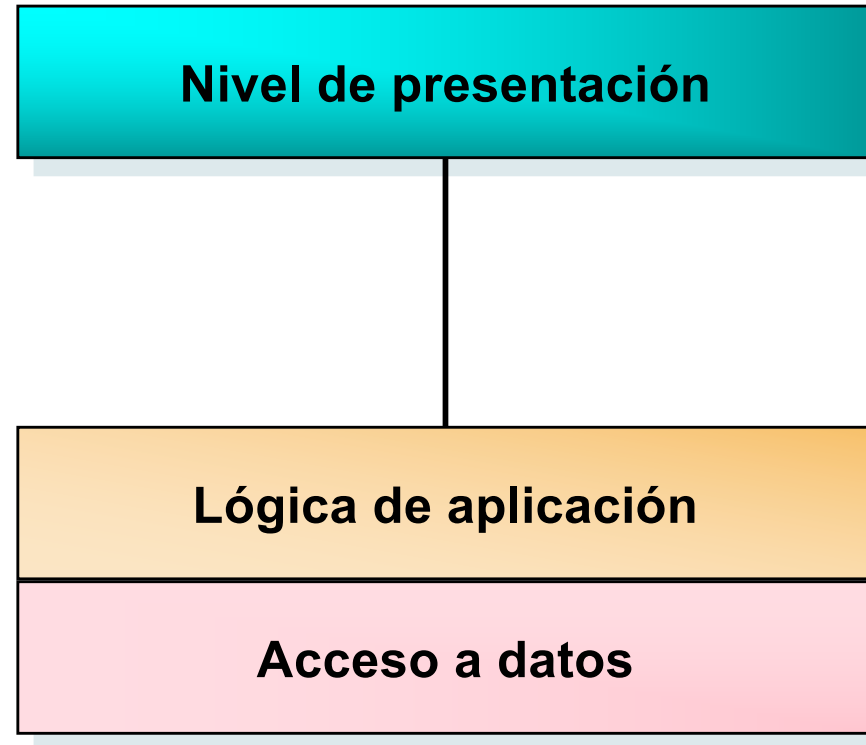 Nivel de presentación
Lógica de aplicación
Acceso a datos